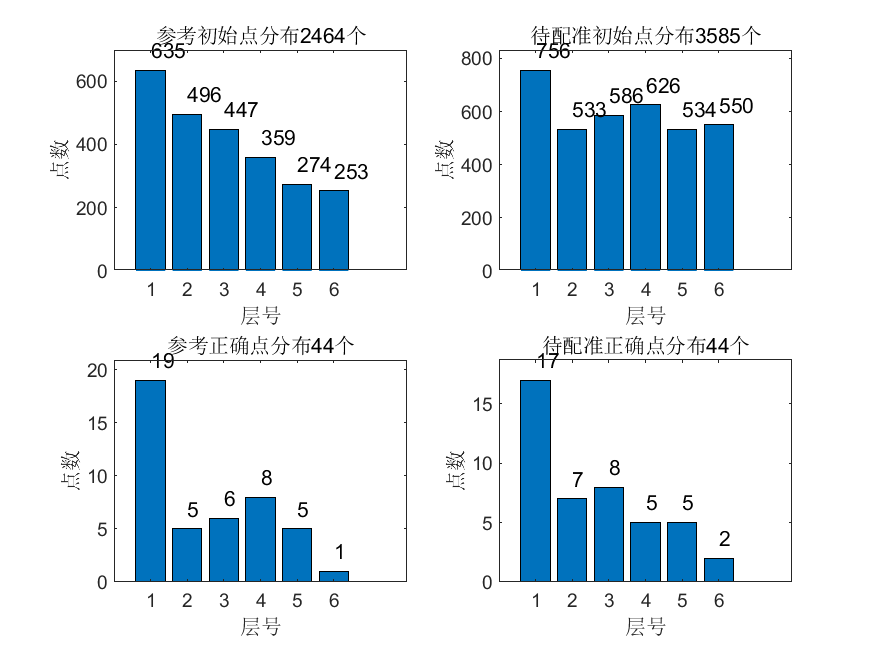 参考初始点分布2464个
点数
600
400
200
0
635
496
447
359
274
253
1 2 3 4 5 6
层号
待配准初始点分布3585个
点数
800
600
400
200
0
756
533
586
626
534
550
1 2 3 4 5 6
层号
参考正确点分布44个
点数
20
15
10
5
0
19
5
6
8
5
1
1 2 3 4 5 6
层号
待配准正确点分布44个
点数
15
10
5
0
17
7
8
5
5
2
1 2 3 4 5 6
层号